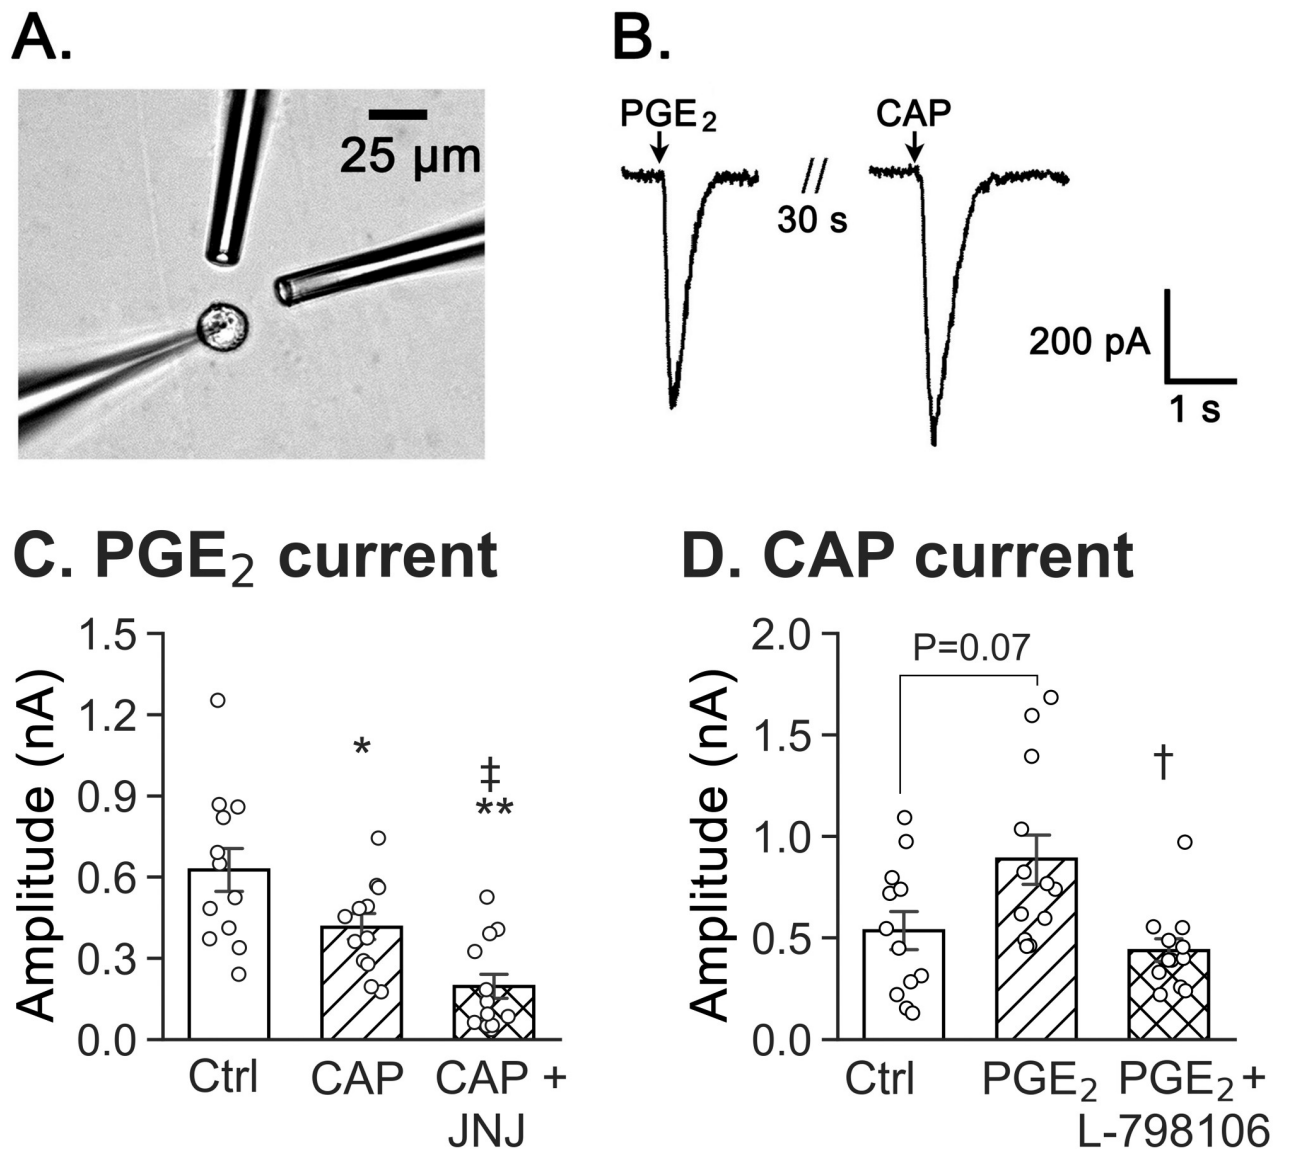 A.
25 µm
B.
PGE2 CAP
30 s
200 pA
1 s
C. PGE2 current
Amplitude (nA)
1.5
1.2
0.9
0.6
0.3
0.0
*
‡
**
Ctrl CAP CAP +
JNJ
D. CAP current
Amplitude (nA)
2.0
1.5
1.0
0.5
0.0
P=0.07
†
Ctrl PGE2 PGE2 +
L-798106